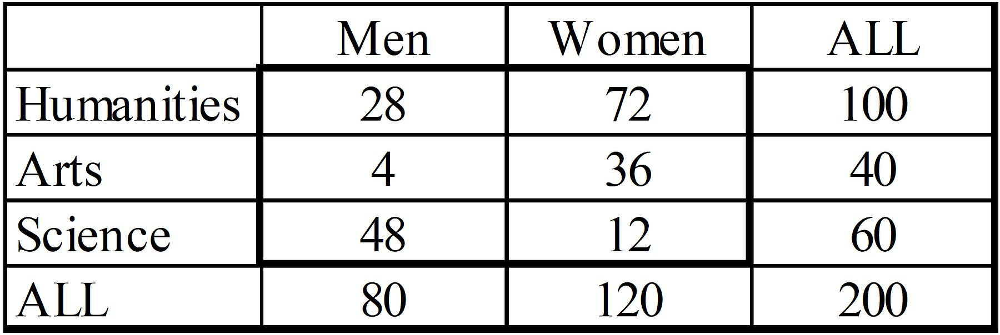 Men Women ALL
Humanities 28 72 100
Arts 4 36 40
Science 48 12 60
ALL 80 120 200